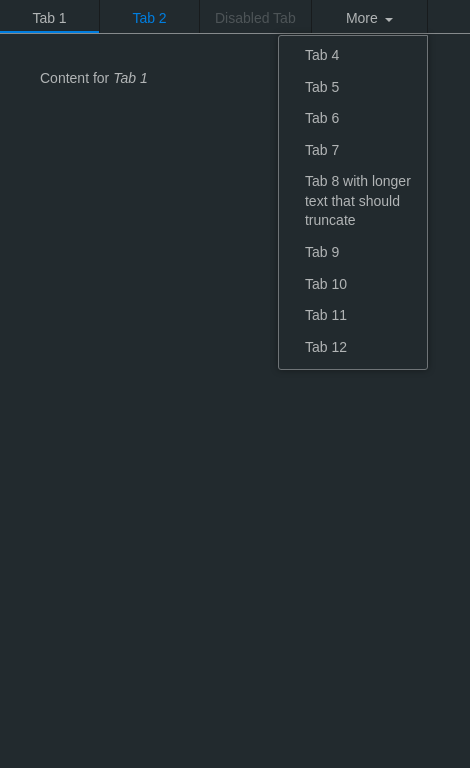 Tab 1 Tab 2 Disabled Tab More
Content for Tab 1
Tab 4
Tab 5
Tab 6
Tab 7
Tab 8 with longer
text that should
truncate
Tab 9
Tab 10
Tab 11
Tab 12